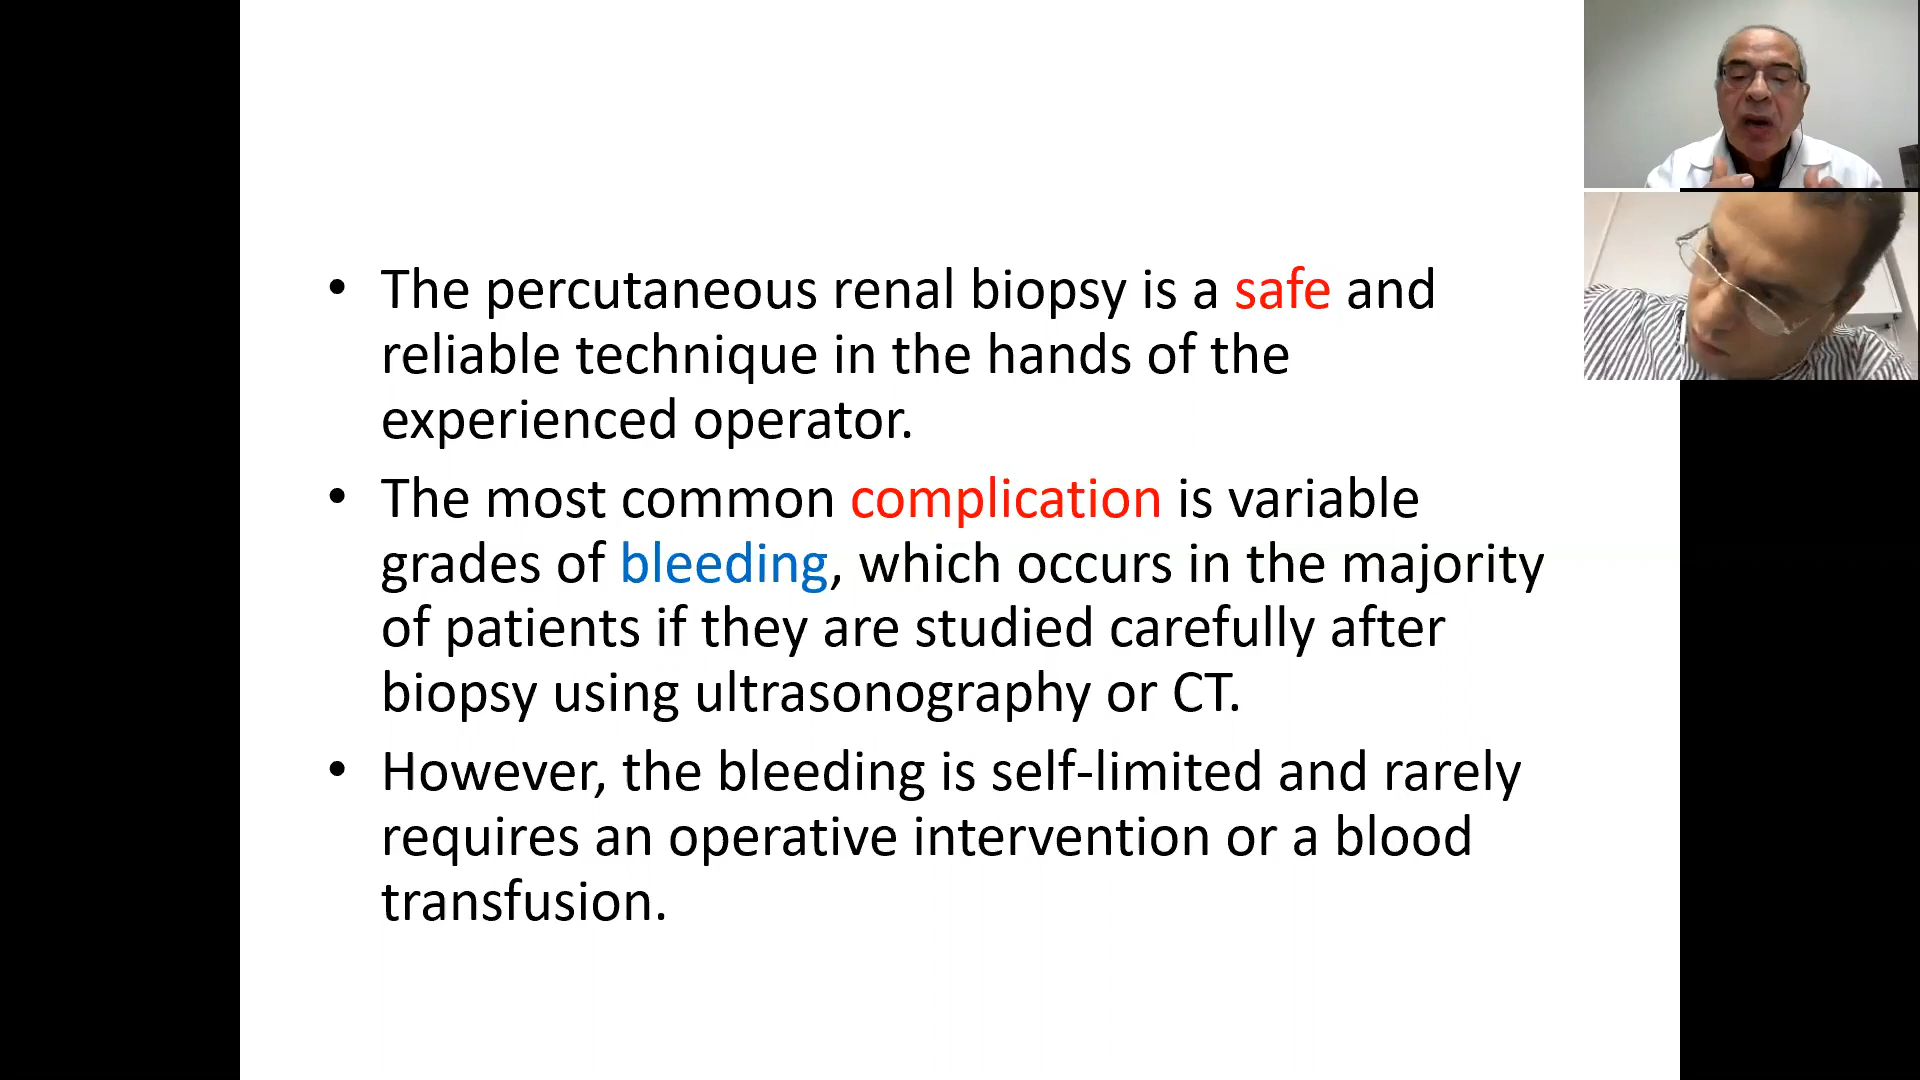 • The percutaneous renal biopsy is a safe and
reliable technique in the hands of the
experienced operator.
• The most common complication is variable
grades of bleeding, which occurs in the majority
of patients if they are studied carefully after
biopsy using ultrasonography or CT.
• However, the bleeding is self-limited and rarely
requires an operative intervention or a blood
transfusion.